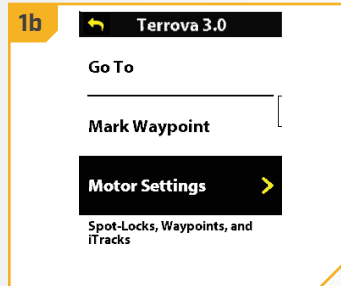 1b
Terrova 3.0
Go To
Mark Waypoint
Motor Settings
Spot-Locks, Waypoints, and
iTracks